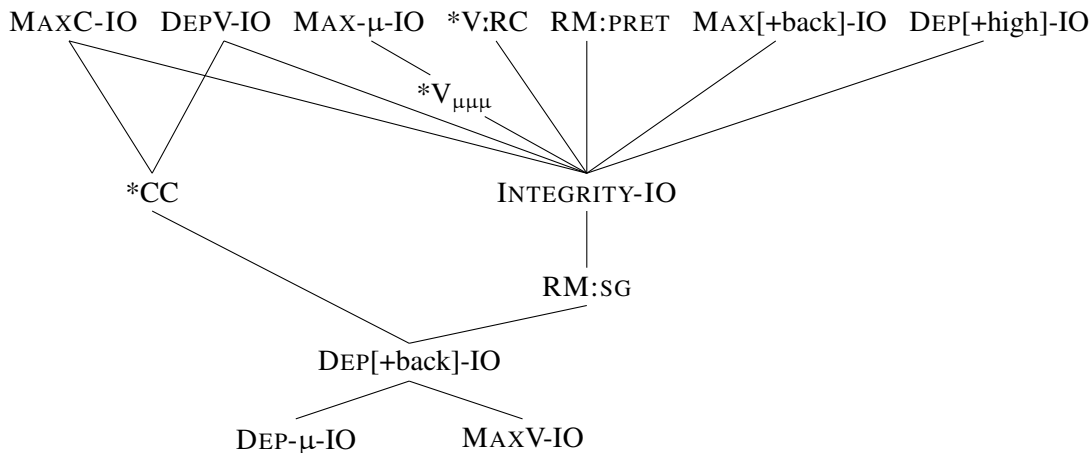 MAXC-IO DEPV-IO MAX-μ-IO *VːRC RM:PRET MAX[+back]-IO DEP[+high]-IO
*Vμμμ
*CC INTEGRITY-IO
RM:SG
DEP[+back]-IO
DEP-μ-IO MAXV-IO